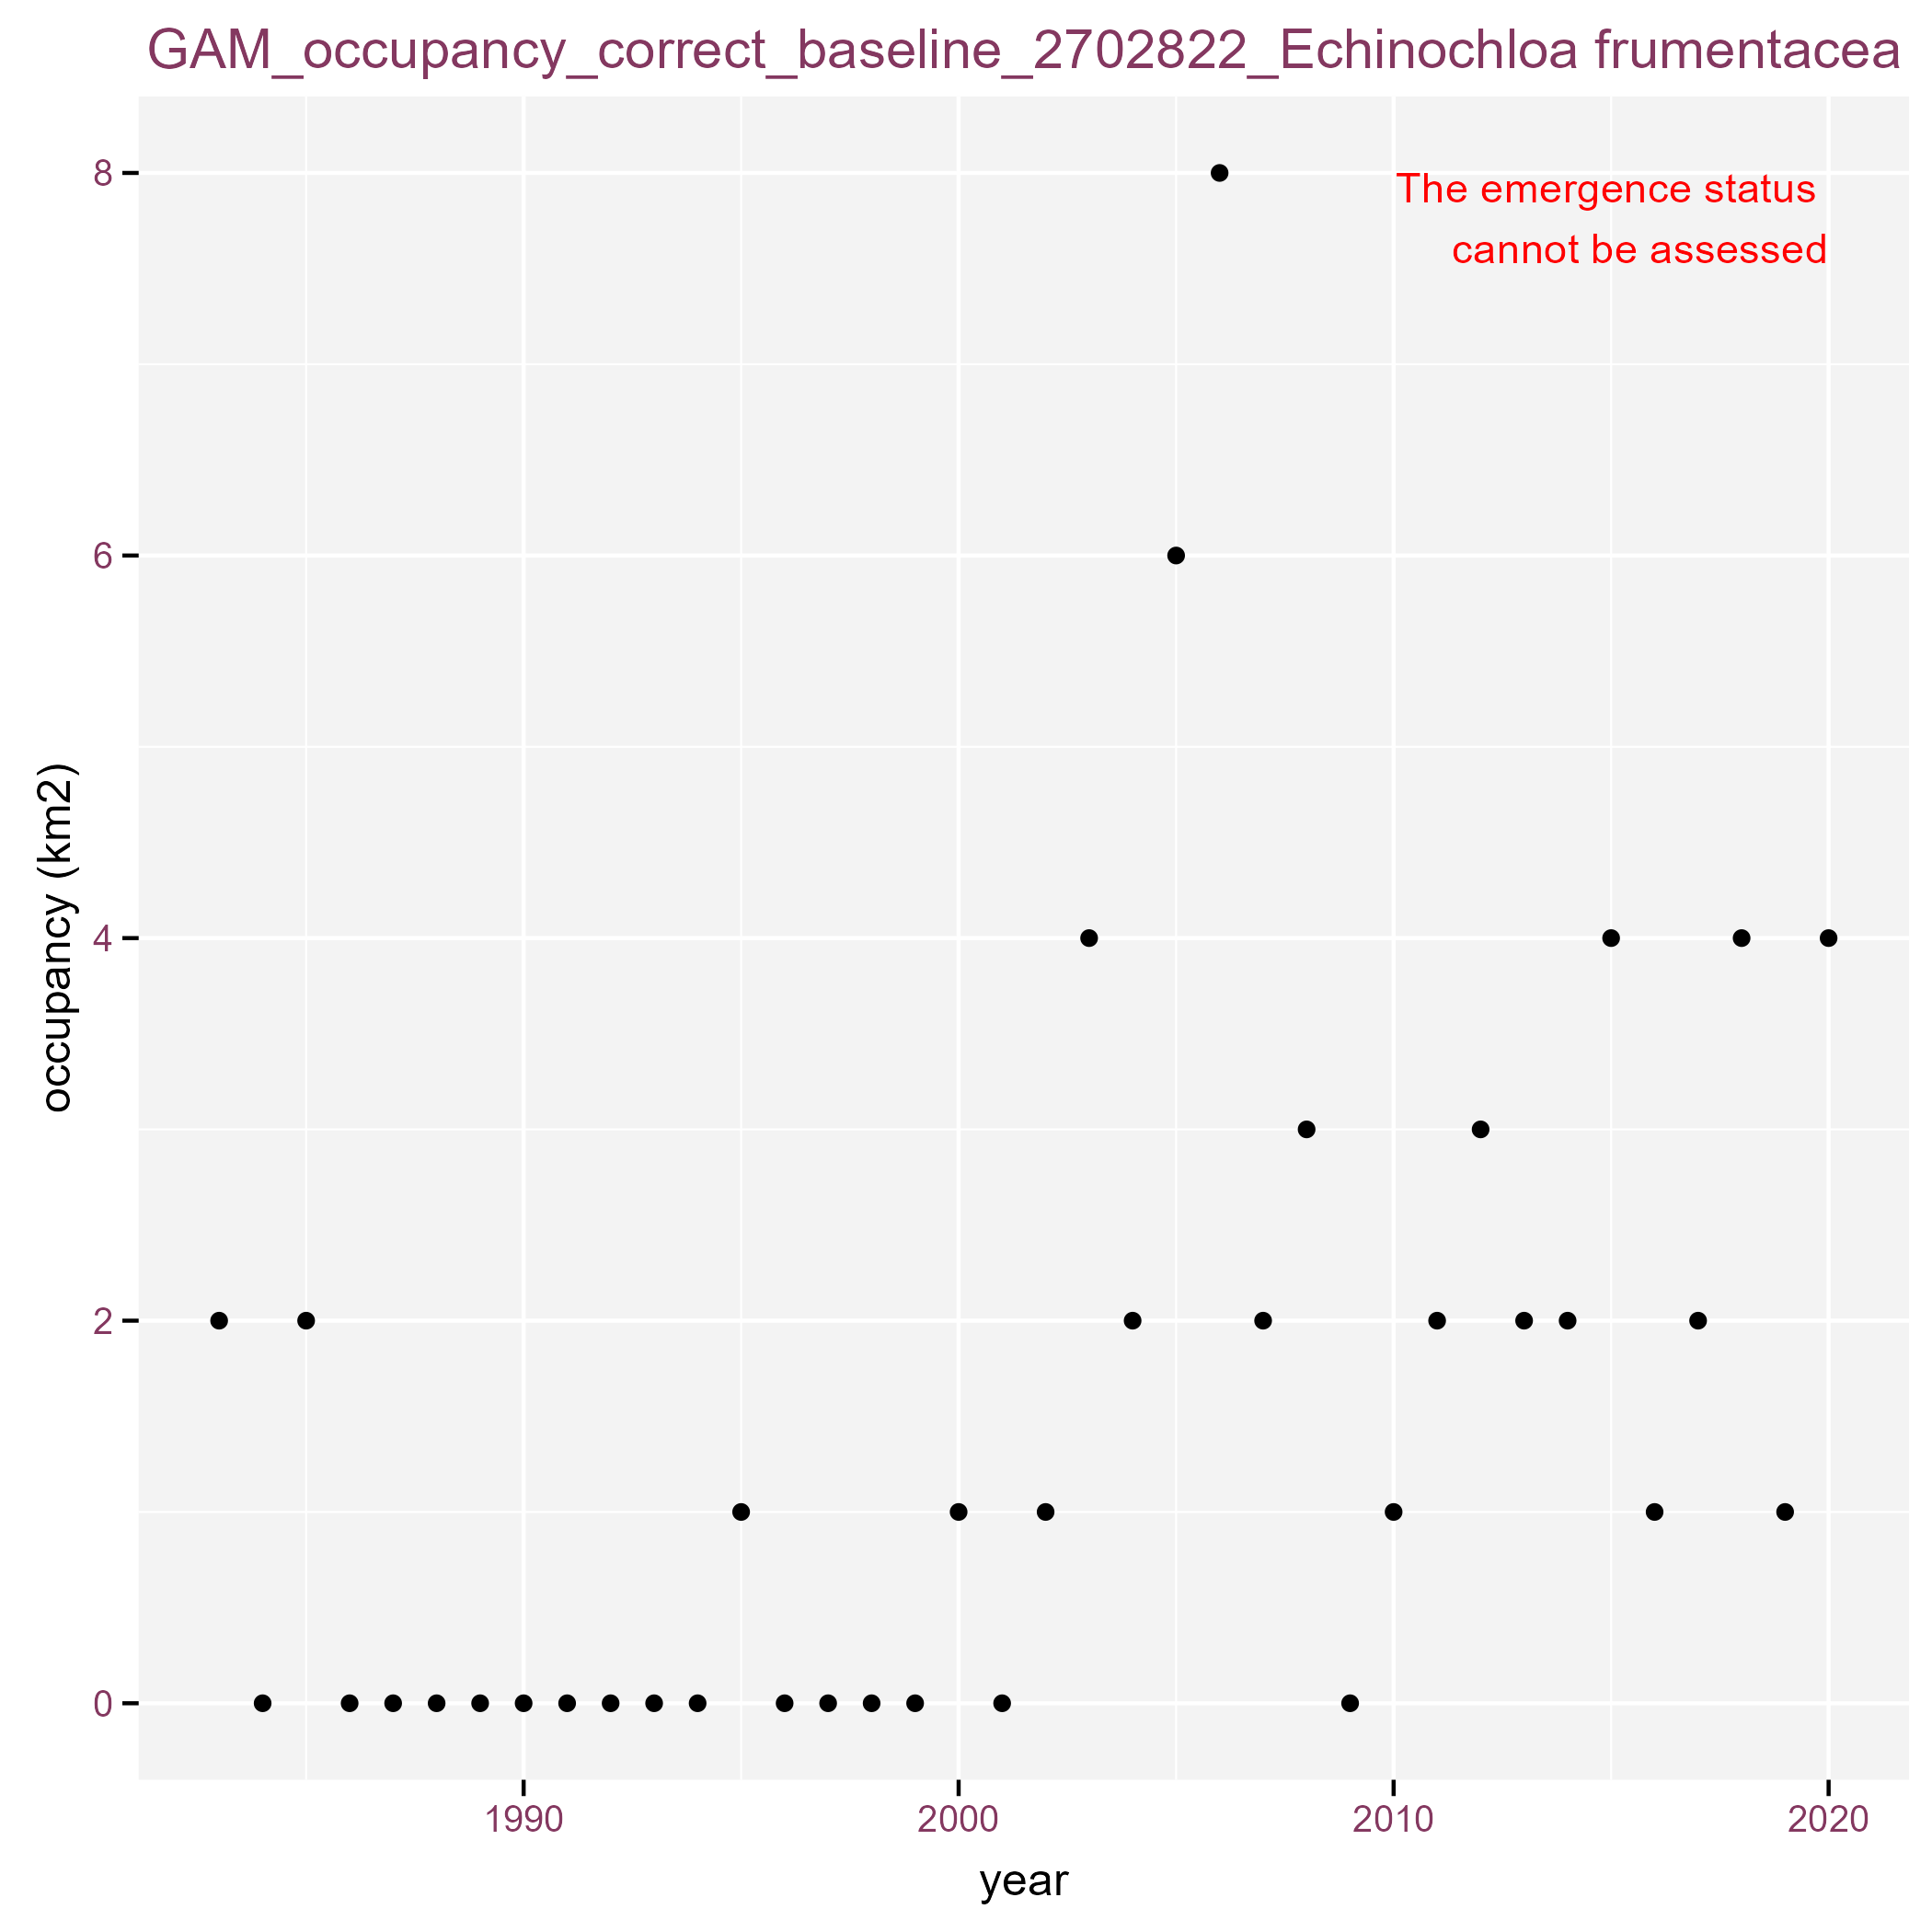 GAM_occupancy_correct_baseline_2702822_Echinochloa frumentacea
8
The emergence status
cannot be assessed
6
occupancy (km2)
4
2
0
1990 2000 2010 2020
year